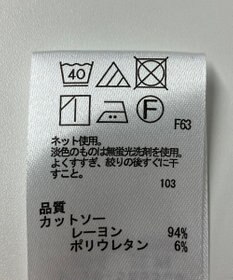 40
F
F63
ネット使用。
淡色のものは無蛍光洗剤を使用。
よくすすぎ、絞りの後すぐに干
すこと。
103
品質
カットソー
レーヨン 94%
ポリウレタン 6%